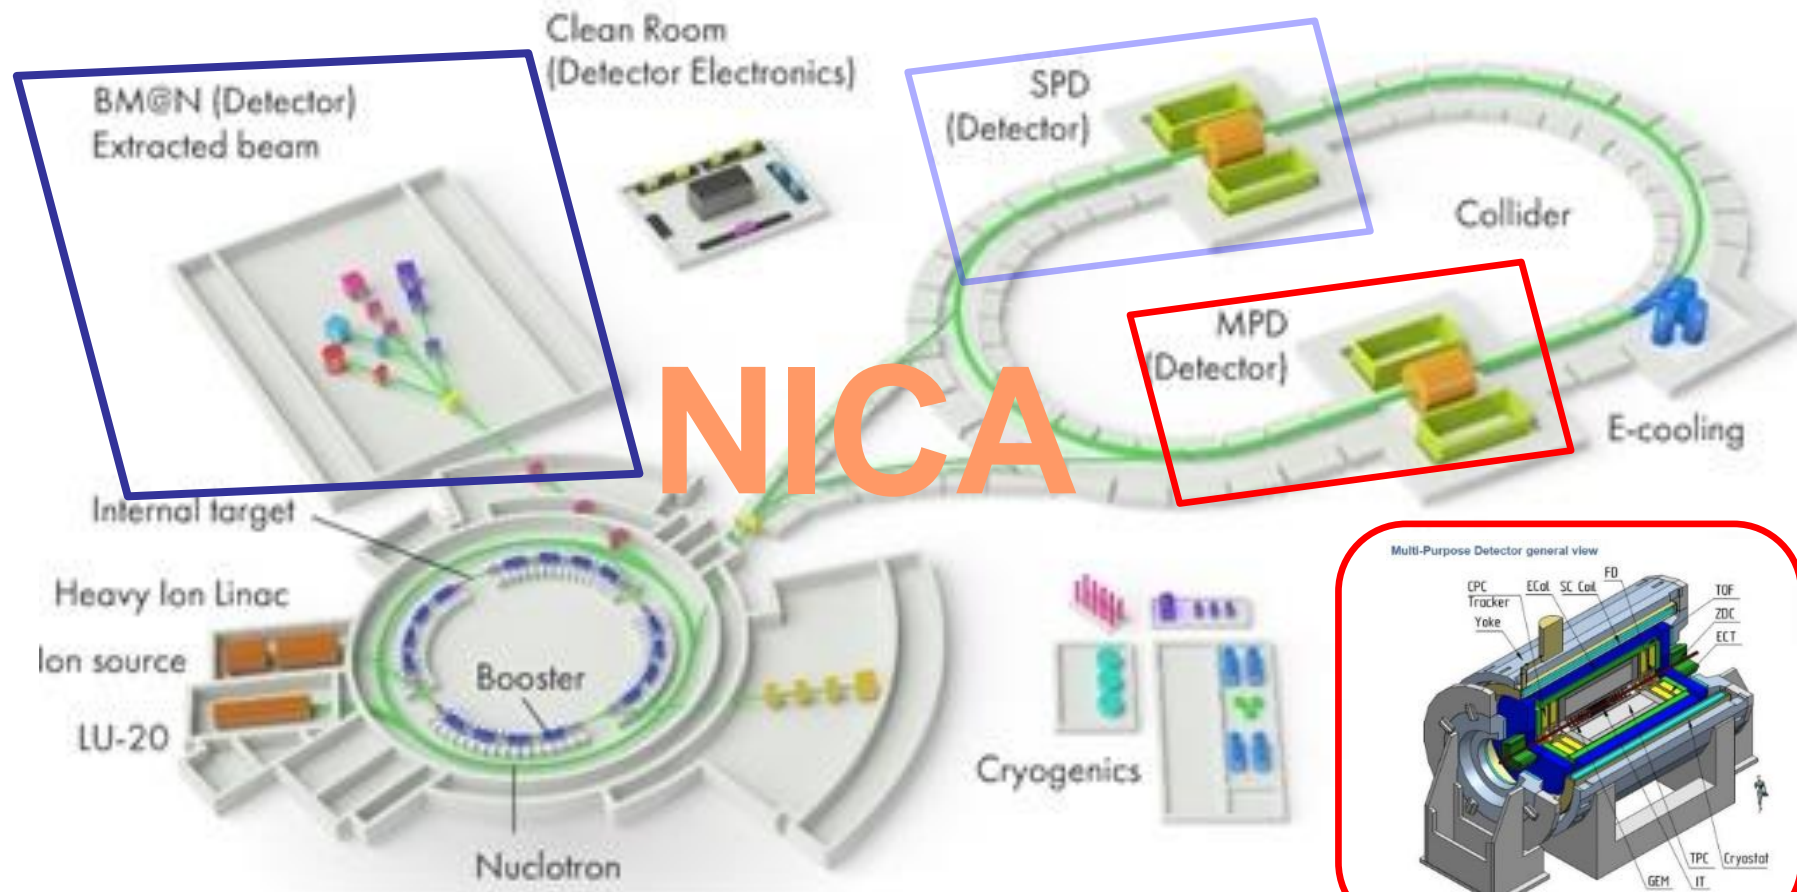 Clean Room
(Detector Electronics)
BM@N (Detector)
Extracted beam
SPD
(Detector)
Collider
MPD
(Detector)
E-cooling
NICA
Internal target
Heavy Ion Linac
Ion source
LU-20
Booster
Nuclotron
Cryogenics
Multi-Purpose Detector general view
CPC
Tracker
Yoke
ECal
SC Coil
FD
TOF
ZDC
ECT
TPC
Cryostat
GEM
IT